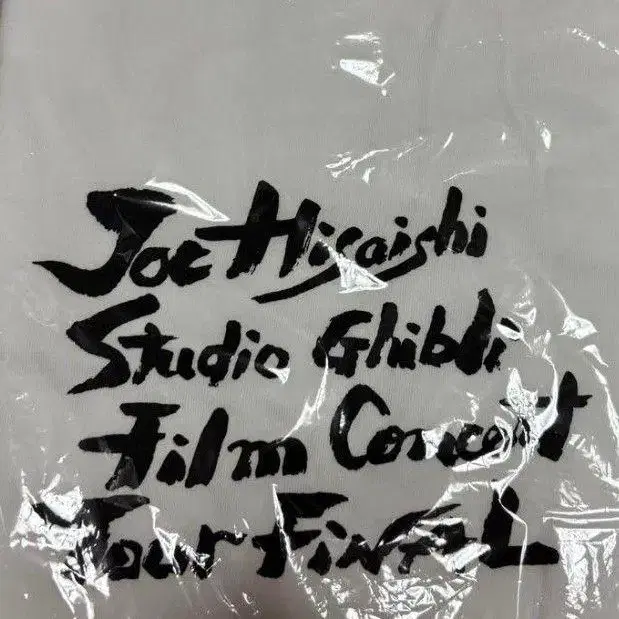 Joe Hisaishi
Studio Ghibli
Film Concert
Tour Final